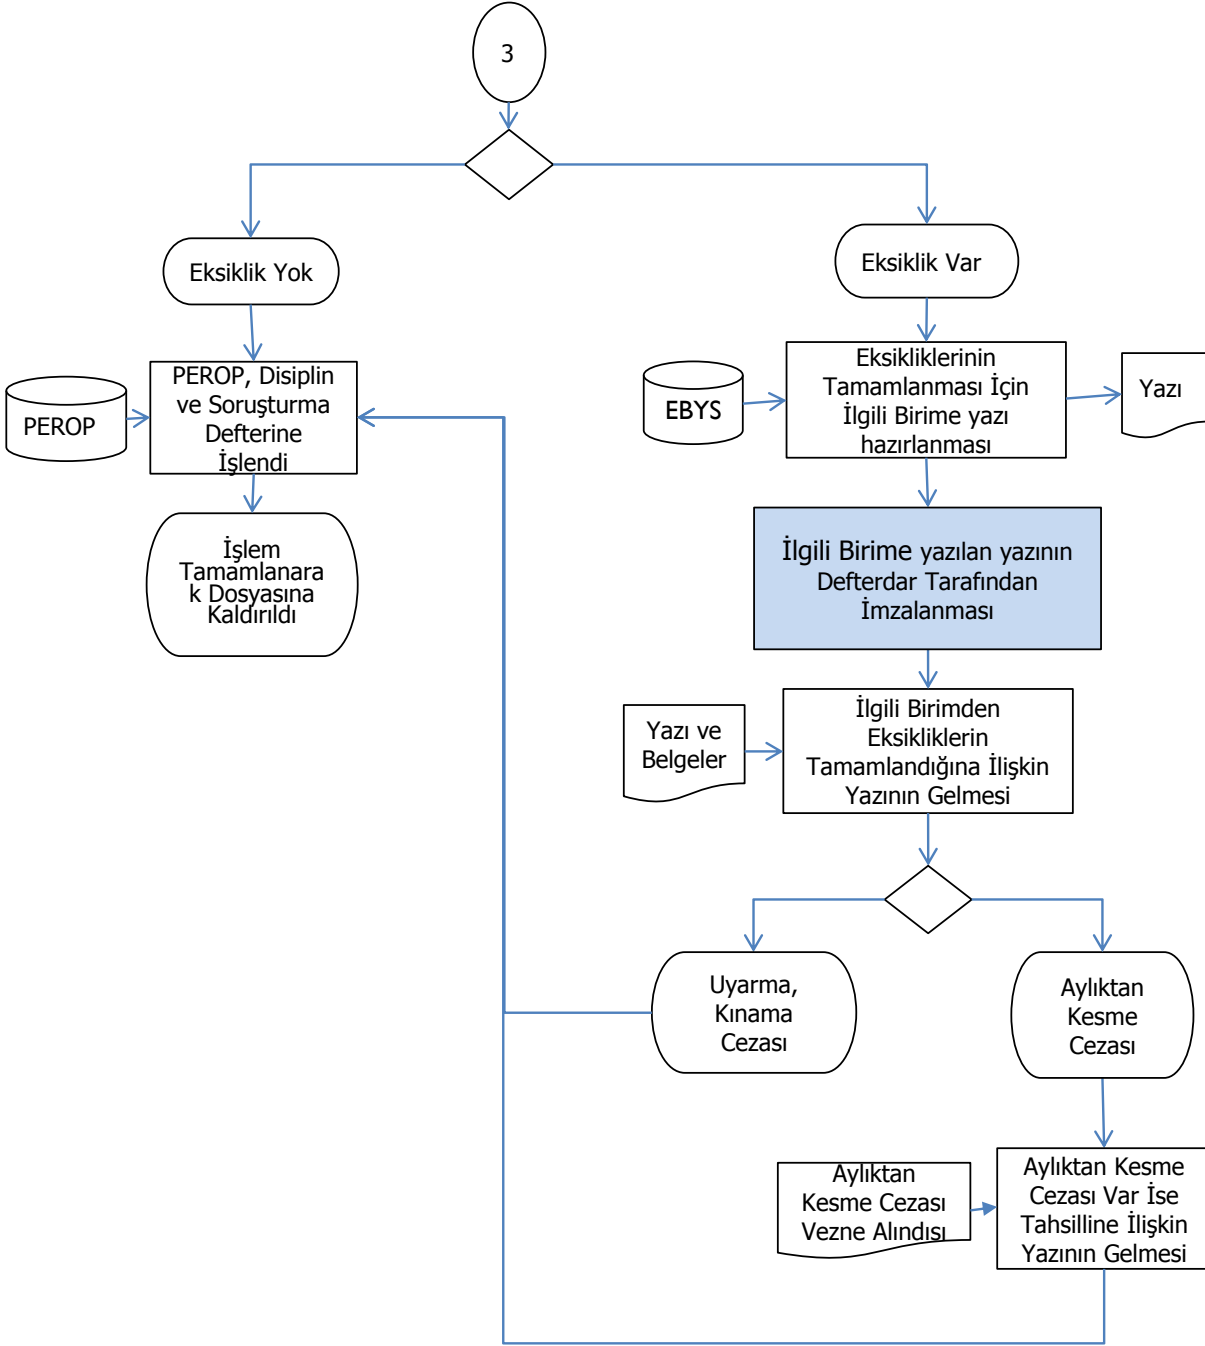 3
Eksiklik Yok
Eksiklik Var
PEROP, Disiplin
ve Soruşturma
Defterine
İşlendi
PEROP
Eksikliklerinin
Tamamlanması İçin
İlgili Birime yazı
hazırlanması
EBYS
Yazı
İşlem
Tamamlanara
k Dosyasına
Kaldırıldı
İlgili Birime yazılan yazının
Defterdar Tarafından
İmzalanması
Yazı ve
Belgeler
İlgili Birimden
Eksikliklerin
Tamamlandığına İlişkin
Yazının Gelmesi
Uyarma,
Kınama
Cezası
Aylıktan
Kesme
Cezası
Aylıktan
Kesme Cezası
Vezne Alındısı
Aylıktan Kesme
Cezası Var İse
Tahsilline İlişkin
Yazının Gelmesi